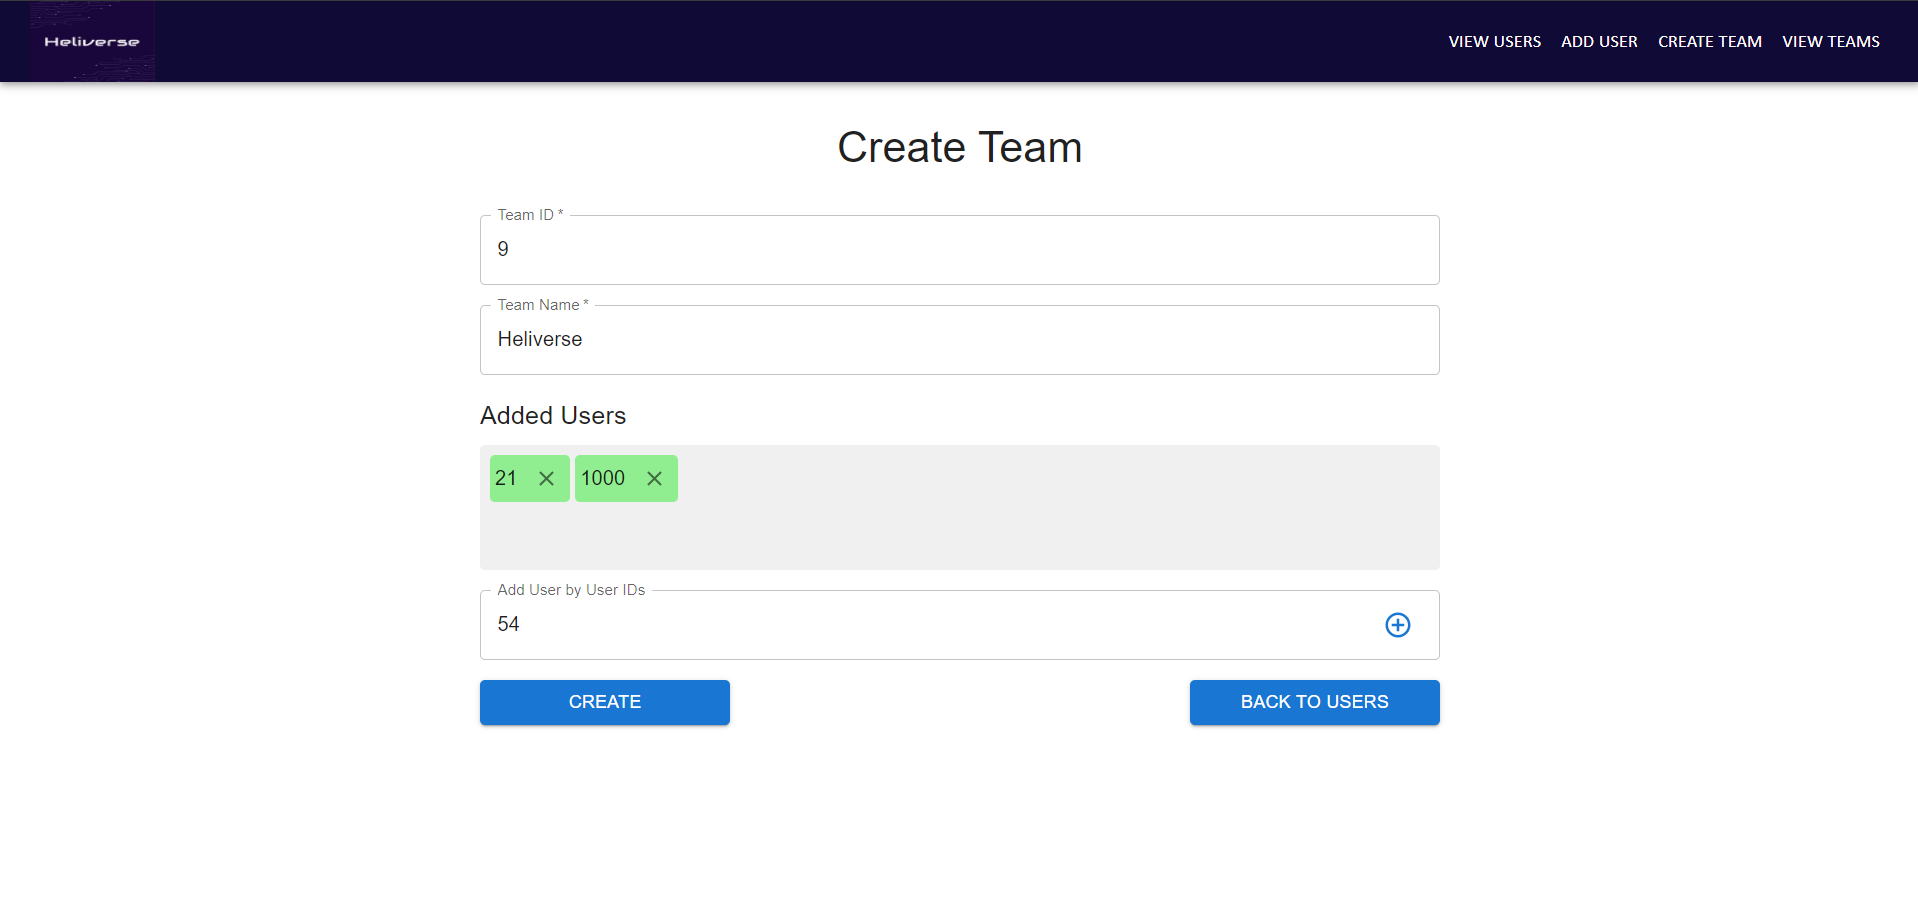 Heliverse
VIEW USERS ADD USER CREATE TEAM VIEW TEAMS
Create Team
Team ID *
9
Team Name *
Heliverse
Added Users
21 1000
Add User by User IDs
54
CREATE BACK TO USERS